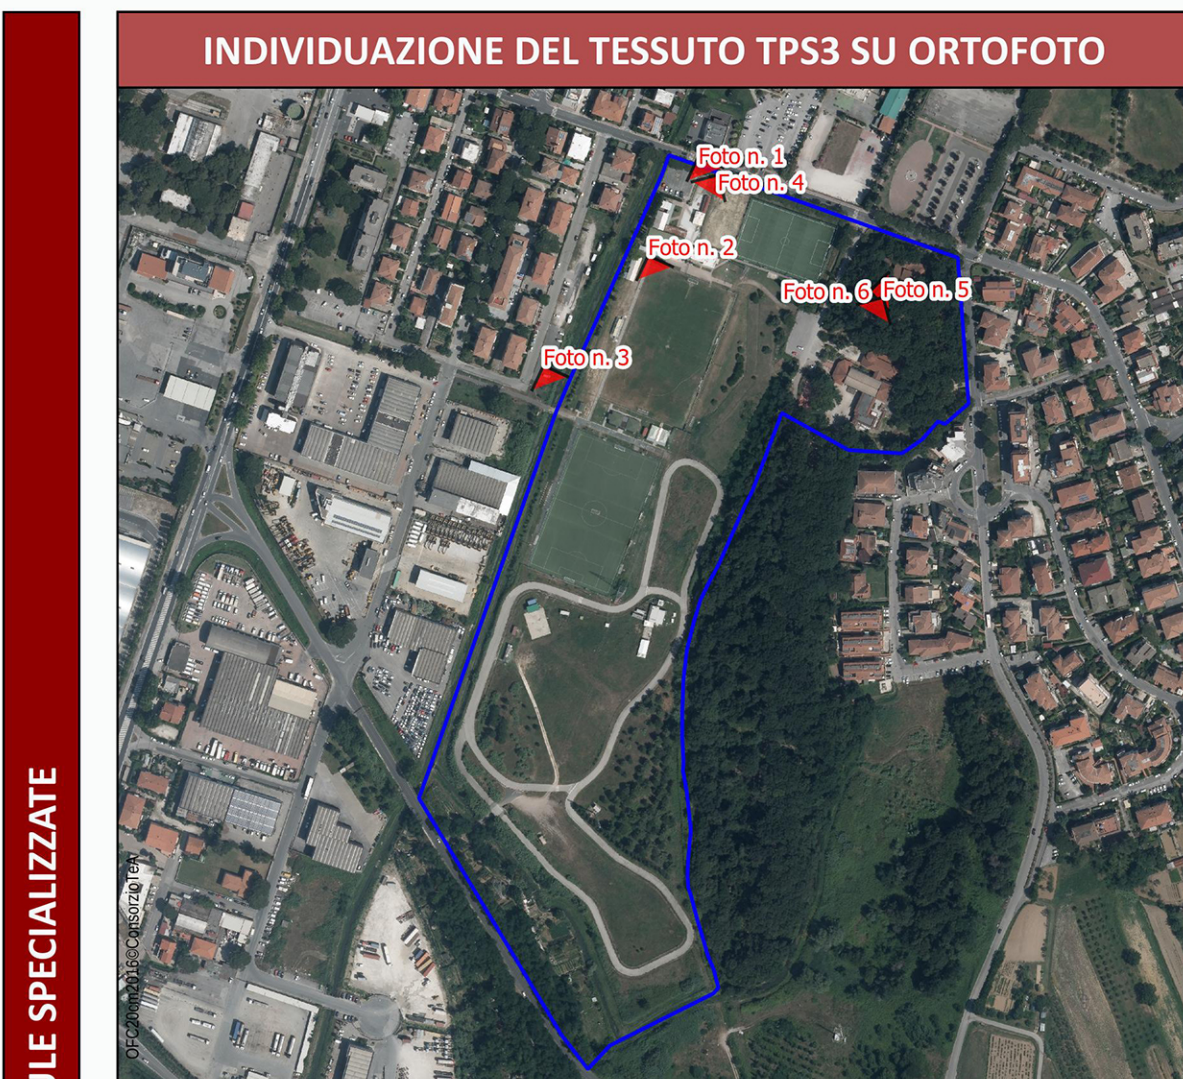 INDIVIDUAZIONE DEL TESSUTO TPS3 SU ORTOFOTO
Foto n. 1
Foto n. 4
Foto n. 2
Foto n. 6
Foto n. 5
Foto n. 3
SPECIALIZZATE
OFC20cm2016©ConsorzioTeA